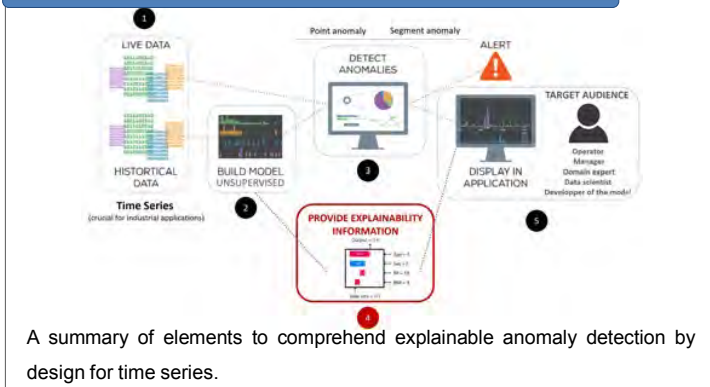 1
LIVE DATA
Point anomaly
Segment anomaly
DETECT
ANOMALIES
ALERT
TARGET AUDIENCE
HISTORTICAL
DATA
BUILD MODEL
UNSUPERVISED
3
DISPLAY IN
APPLICATION
Operator
Manager
Domain expert
Data scientist
Developper of the model
Time Series
(crucial for industrial applications)
2
PROVIDE EXPLAINABILITY
INFORMATION
5
4
A summary of elements to comprehend explainable anomaly detection by
design for time series.